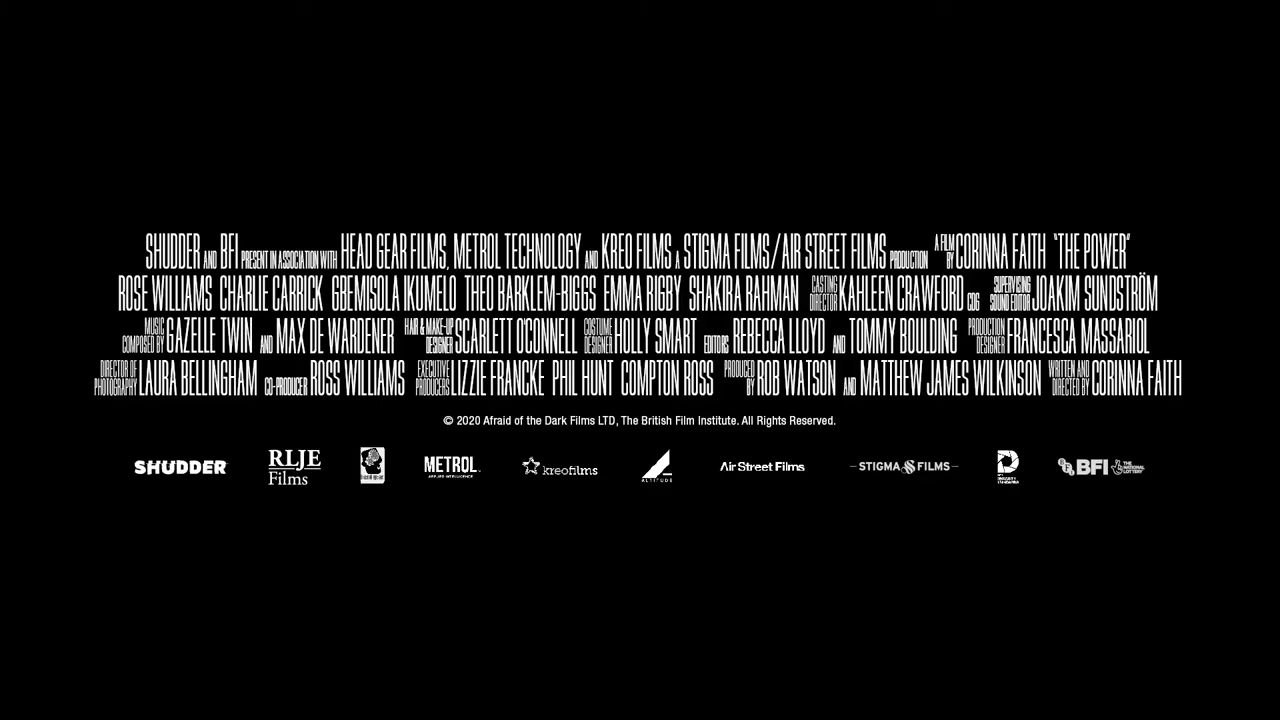 SHUDDER AND BFI PRESENT IN ASSOCIATION WITH HEAD GEAR FILMS, METROL TECHNOLOGY AND KREO FILMS A STIGMA FILMS/AIR STREET FILMS PRODUCTION A FILM BY CORINNA FAITH "THE POWER"
ROSE WILLIAMS CHARLIE CARRICK GBEMISOLA IKUMELO THEO BARKLEM-BIGGS EMMA RIGBY SHAKIRA RAHMAN CASTING DIRECTOR KAHLEEN CRAWFORD CDG SUPERVISING SOUND EDITOR JOAKIM SUNDSTRÖM
MUSIC COMPOSED BY GAZELLE TWIN AND MAX DE WARDENER HAIR & MAKE-UP DESIGNER SCARLETT O'CONNELL COSTUME DESIGNER HOLLY SMART EDITORS REBECCA LLOYD AND TOMMY BOULDING PRODUCTION DESIGNER FRANCESCA MASSARIOL
DIRECTOR OF PHOTOGRAPHY LAURA BELLINGHAM CO-PRODUCER ROSS WILLIAMS EXECUTIVE PRODUCERS LIZZIE FRANCKE PHIL HUNT COMPTON ROSS PRODUCED BY ROB WATSON AND MATTHEW JAMES WILKINSON WRITTEN AND DIRECTED BY CORINNA FAITH
© 2020 Afraid of the Dark Films LTD, The British Film Institute. All Rights Reserved.
SHUDDER RLJE Films METROL kreofilms ALTITUDE Air Street Films STIGMA FILMS BFI THE NATIONAL LOTTERY